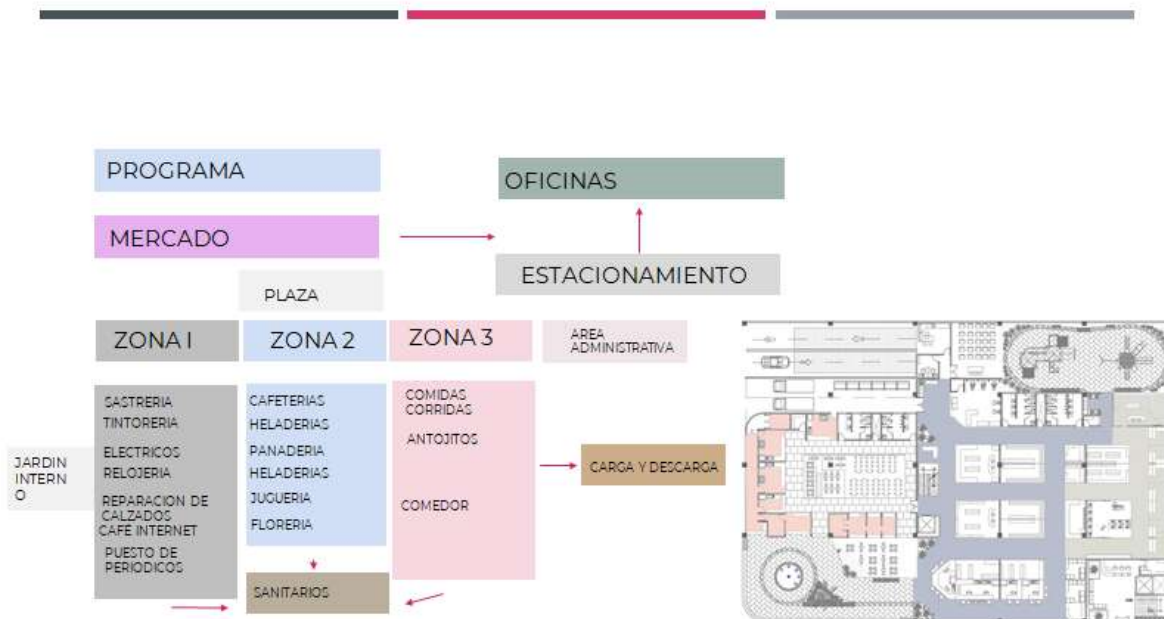 PROGRAMA
OFICINAS
MERCADO
ESTACIONAMIENTO
PLAZA
ZONA I
ZONA 2
ZONA 3
AREA
ADMINISTRATIVA
JARDIN
INTERN
O
SASTRERIA
TINTORERIA
ELECTRICOS
RELOJERIA
REPARACION DE
CALZADOS
CAFÉ INTERNET
PUESTO DE
PERIODICOS
CAFETERIAS
HELADERIAS
PANADERIA
HELADERIAS
JUGUERIA
FLORERIA
COMIDAS
CORRIDAS
ANTOJITOS
COMEDOR
CARGA Y DESCARGA
SANITARIOS